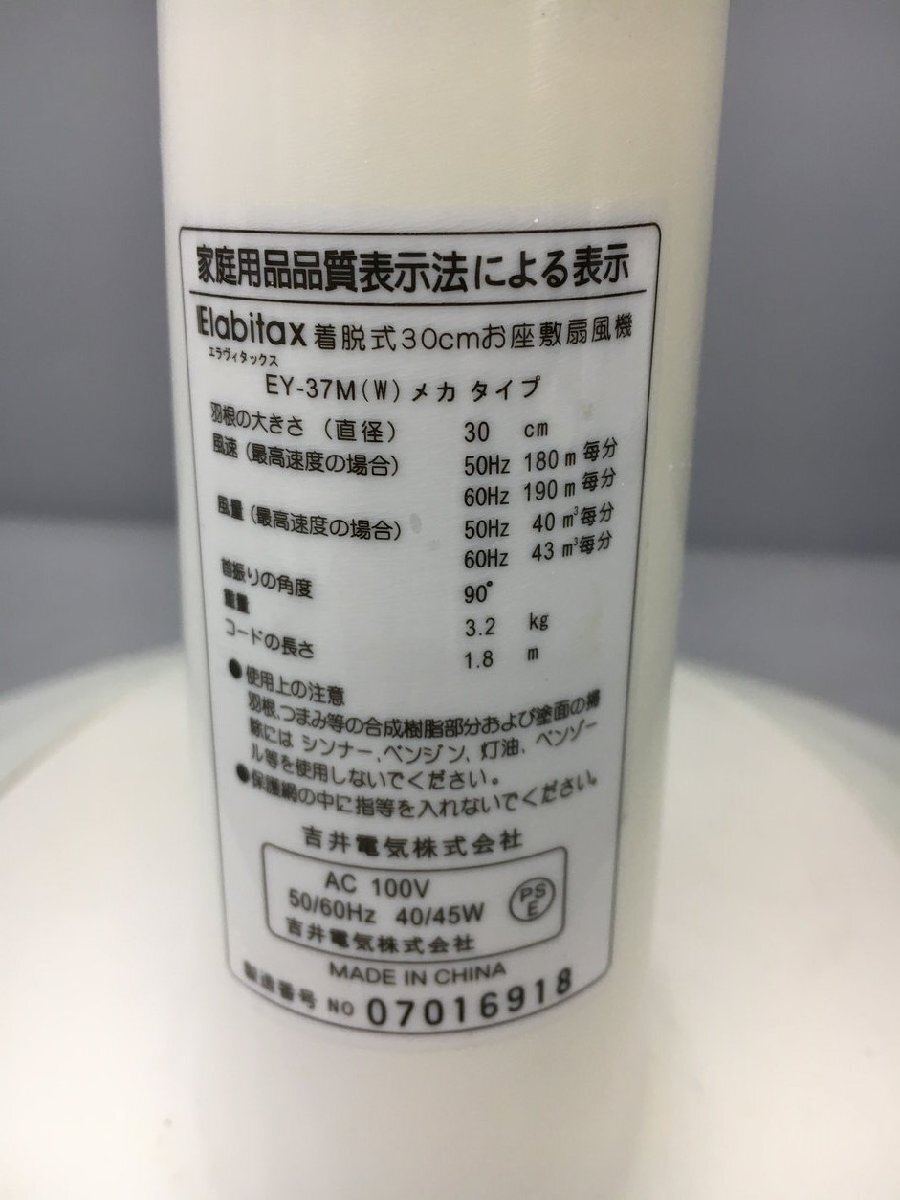 家庭用品品質表示法による表示
Elabitax 着脱式30cmお座敷扇風機
エラヴィタックス
EY-37M(W) メカ タイプ
羽根の大きさ (直径) 30 cm
風速 (最高速度の場合) 50Hz 180m毎分
60Hz 190m毎分
風量 (最高速度の場合) 50Hz 40m³毎分
60Hz 43m³毎分
首振りの角度 90°
重量 3.2 kg
コードの長さ 1.8 m
●使用上の注意
羽根、つまみ等の合成樹脂部分および塗面の掃
除には シンナー、ベンジン、灯油、ベンゾー
ル等を使用しないでください。
●保護網の中に指等を入れないでください。
吉井電気株式会社
AC 100V
50/60Hz 40/45W
PSE
吉井電気株式会社
MADE IN CHINA
製造番号 NO 07016918